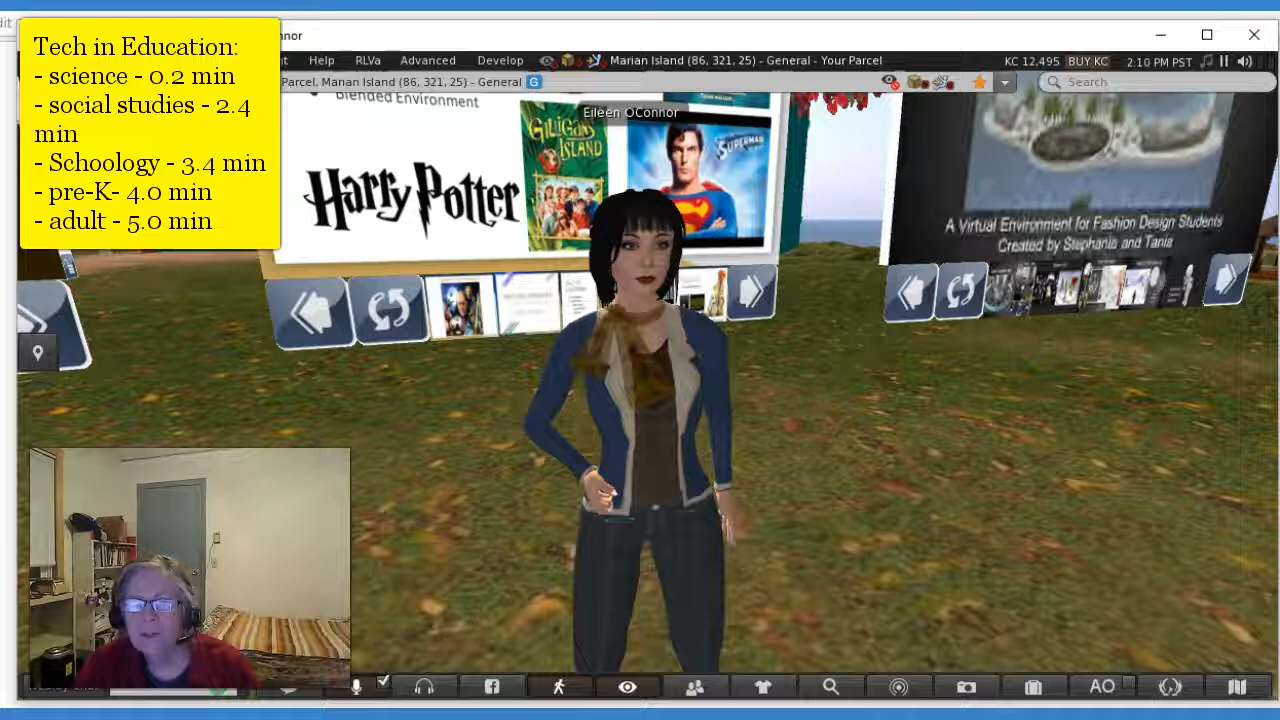 Tech in Education:
- science - 0.2 min
- social studies - 2.4
min
- Schoology - 3.4 min
- pre-K- 4.0 min
- adult - 5.0 min
dit
nnor
nt Help RLVa Advanced Develop Marian Island (86, 321, 25) - General - Your Parcel KC 12,495 BUY KC 2:10 PM PST
Parcel, Marian Island (86, 321, 25) - General G Search
Blended Environment
Eileen OConnor
GILLIGAN'S
ISLAND
SUPERMAN
Harry Potter
A Virtual Environment for Fashion Design Students
Created by Stephanie and Tania
AO